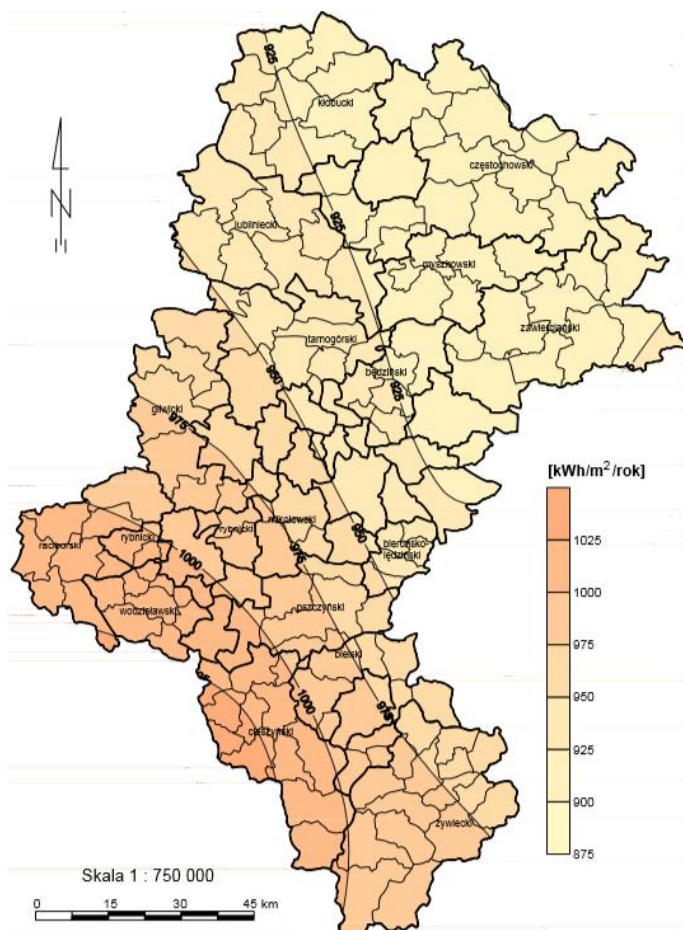 925
kłobucki
częstochowski
N
lubliniecki
925
myszkowski
zawierciański
tarnogórski
950
będziński
925
gliwicki
975
[kWh/m²/rok]
mikołowski
rybnicki
1025
raciborski
rybnicki
1000
975
950
bieruńsko-
lędziński
1000
wodzisławski
pszczyński
975
bielski
950
1000
975
cieszyński
925
900
żywiecki
875
Skala 1 : 750 000
0 15 30 45 km